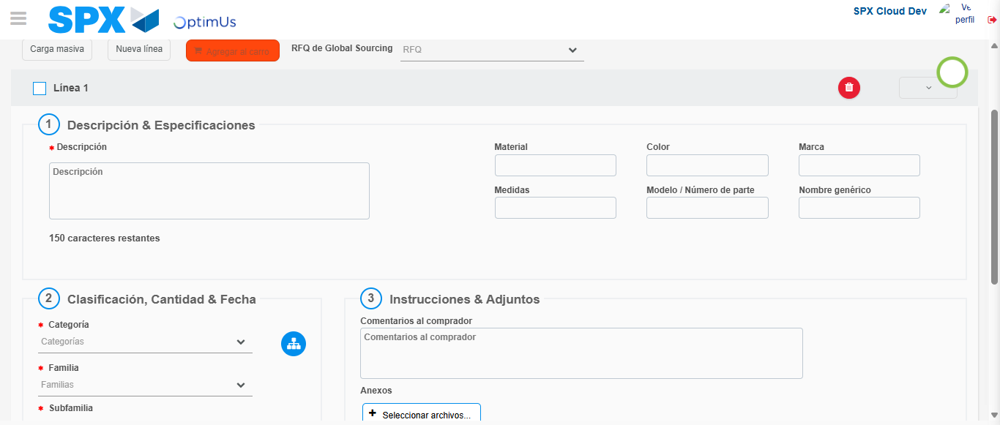 SPX OptimUs
SPX Cloud Dev
Ve
perfil
Carga masiva
Nueva línea
Agregar al carro
RFQ de Global Sourcing
RFQ
Línea 1
1 Descripción & Especificaciones
* Descripción
Descripción
150 caracteres restantes
Material
Color
Marca
Medidas
Modelo / Número de parte
Nombre genérico
2 Clasificación, Cantidad & Fecha
* Categoría
Categorías
* Familia
Familias
* Subfamilia
3 Instrucciones & Adjuntos
Comentarios al comprador
Comentarios al comprador
Anexos
+ Seleccionar archivos...